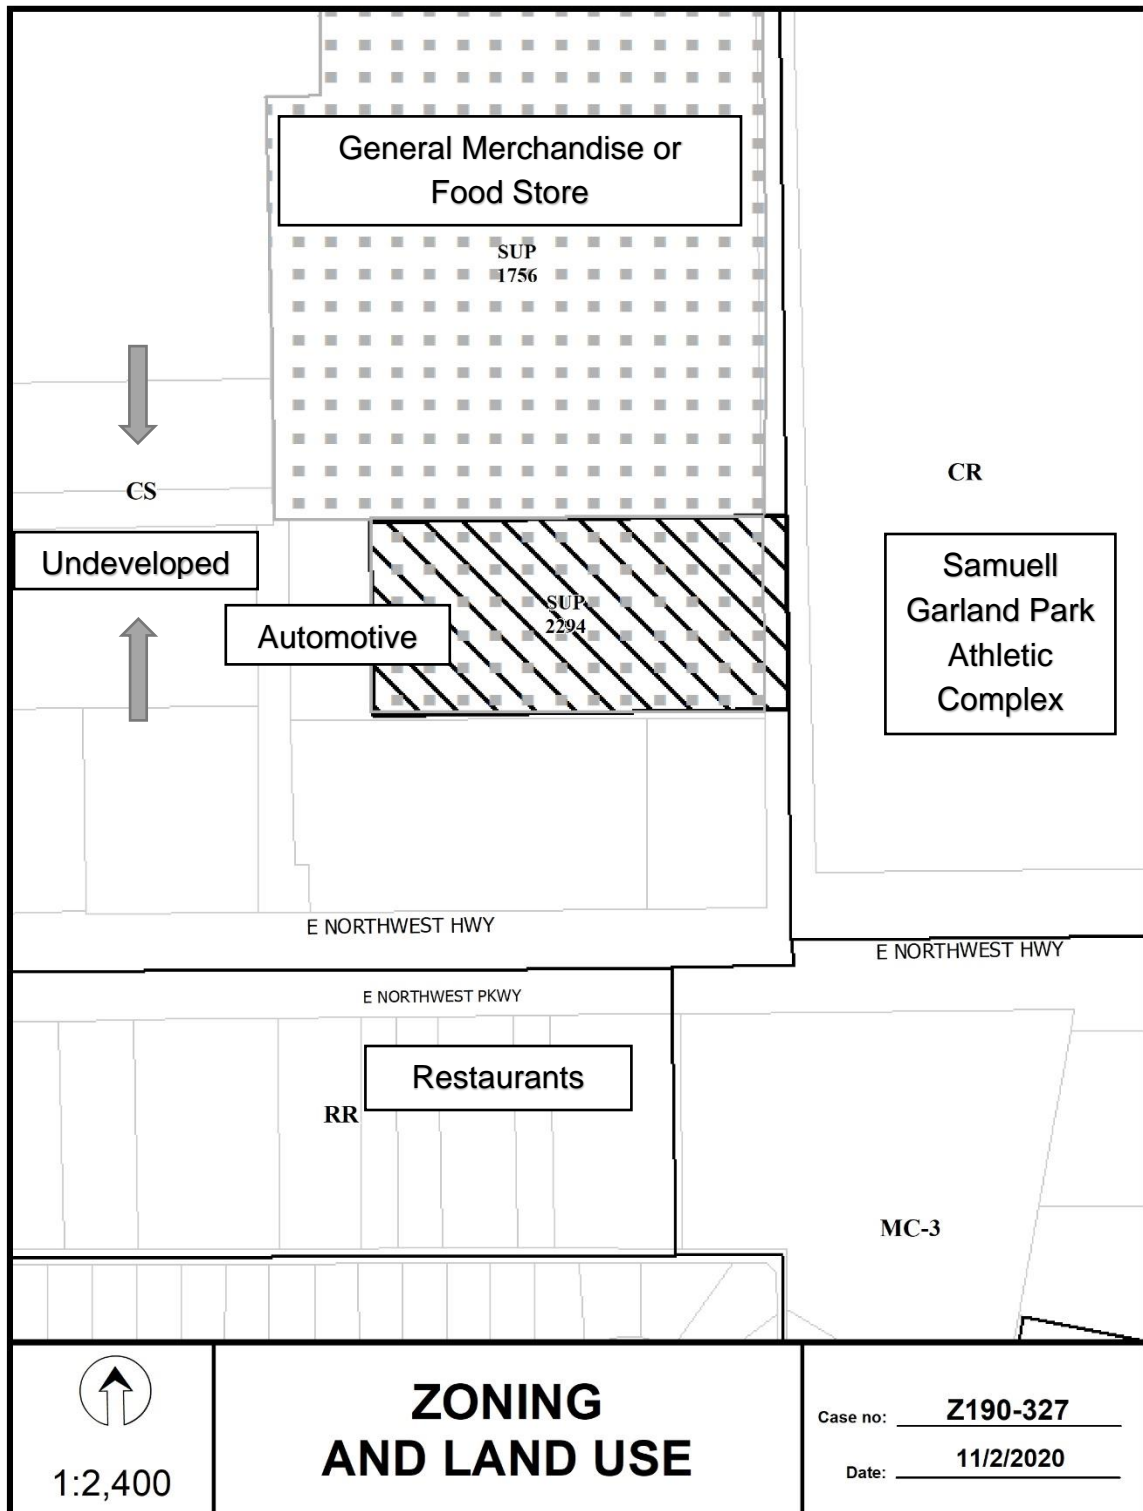 General Merchandise or
Food Store
SUP
1756
CS
CR
Undeveloped
Samuell
Garland Park
Athletic
Complex
SUP
2294
Automotive
E NORTHWEST HWY
E NORTHWEST HWY
E NORTHWEST PKWY
Restaurants
RR
MC-3
1:2,400
ZONING
AND LAND USE
Case no: Z190-327
Date: 11/2/2020